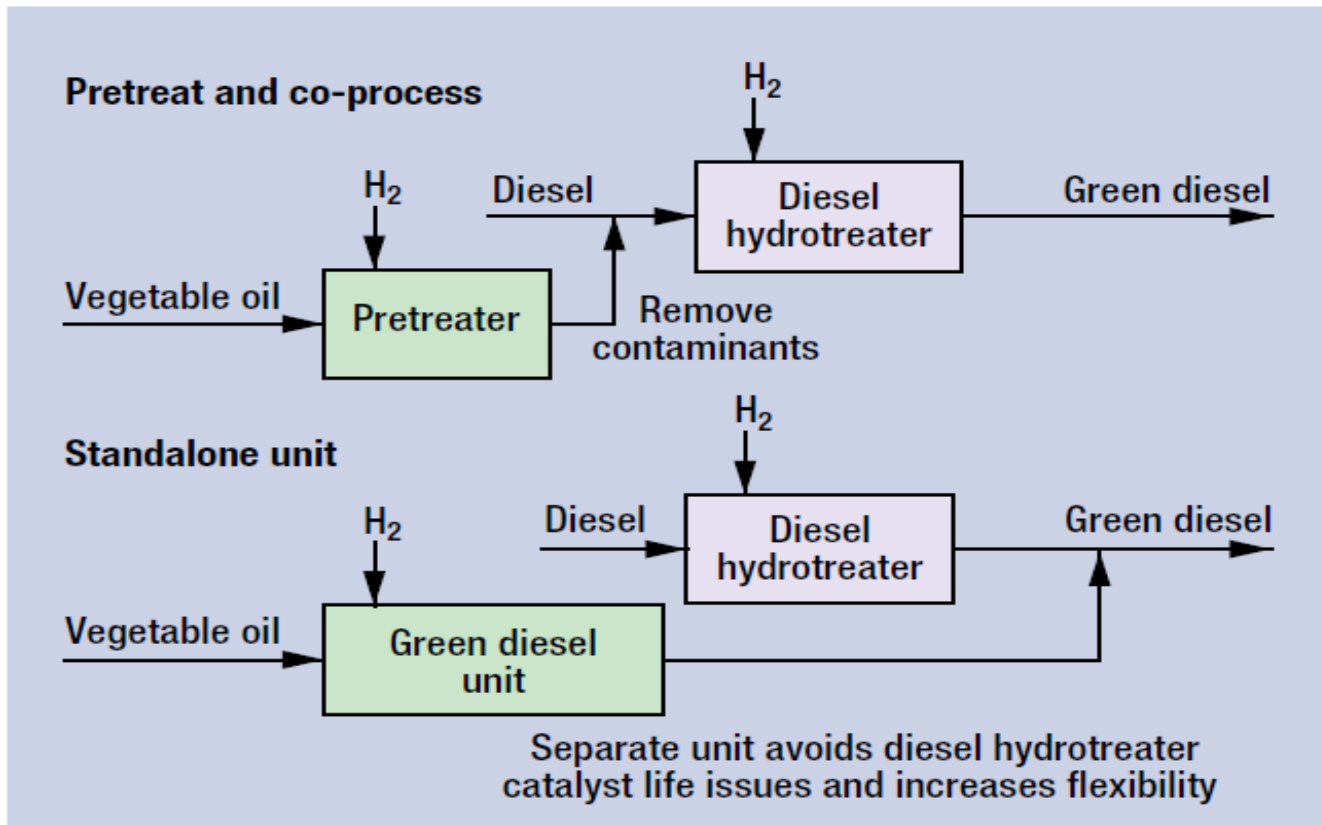 Pretreat and co-process
H₂
H₂
Diesel
Diesel
hydrotreater
Green diesel
Vegetable oil
Pretreater
Remove
contaminants
Standalone unit
H₂
H₂
Diesel
Diesel
hydrotreater
Green diesel
Vegetable oil
Green diesel
unit
Separate unit avoids diesel hydrotreater
catalyst life issues and increases flexibility